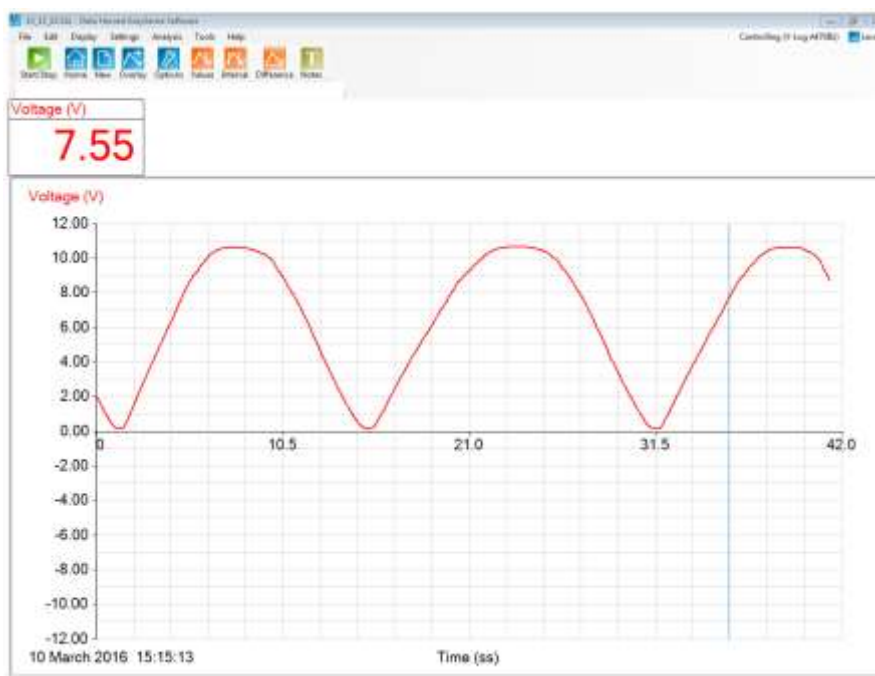 File Edit Display Settings Analysis Tools Help
Start/Stop Home New Overlay Options Values Interval Difference Notes
Voltage (V)
7.55
Voltage (V)
12.00
10.00
8.00
6.00
4.00
2.00
0.00
0 10.5 21.0 31.5 42.0
-2.00
-4.00
-6.00
-8.00
-10.00
-12.00
10 March 2016 15:15:13 Time (ss)